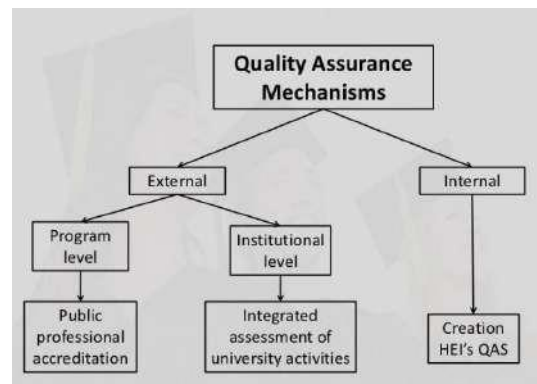 Quality Assurance
Mechanisms
External
Internal
Program
level
Institutional
level
Public
professional
accreditation
Integrated
assessment of
university activities
Creation
HEI's QAS